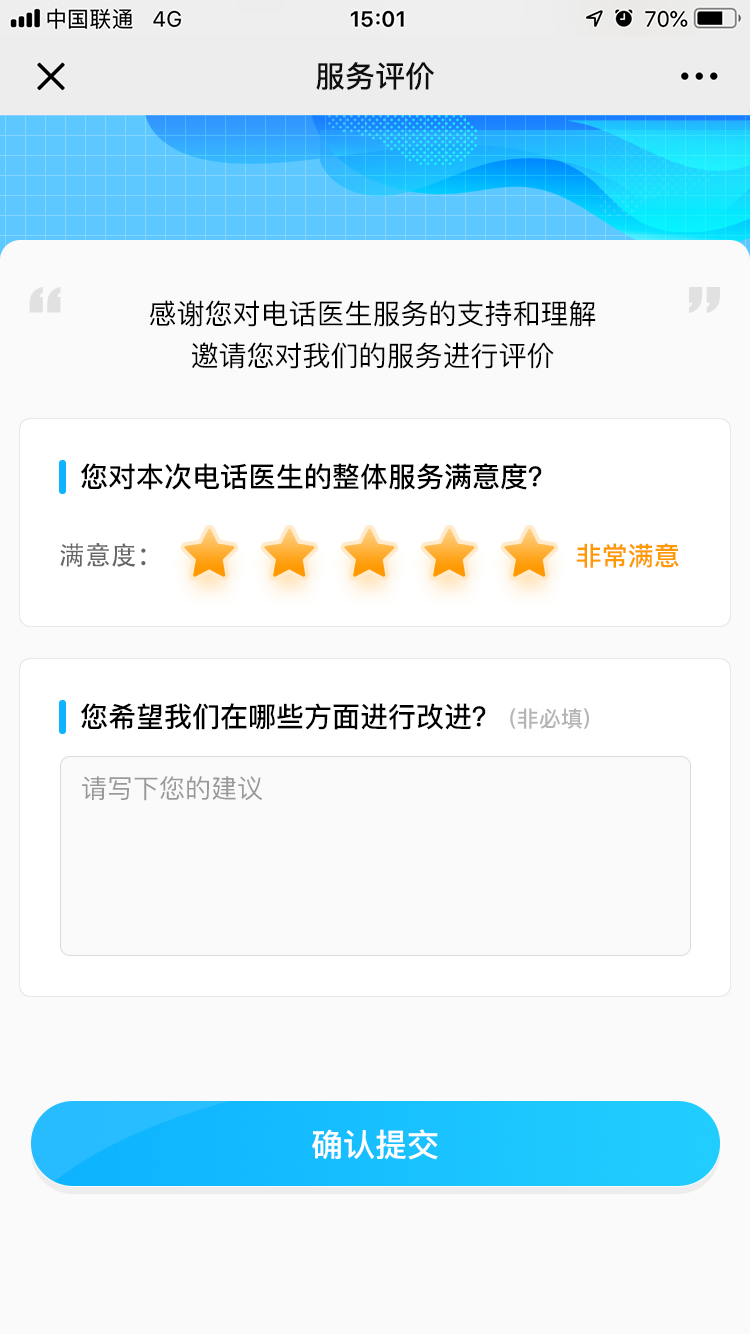 中国联通 4G 15:01 70%
服务评价
感谢您对电话医生服务的支持和理解
邀请您对我们的服务进行评价
您对本次电话医生的整体服务满意度?
满意度： 非常满意
您希望我们在哪些方面进行改进? (非必填)
请写下您的建议
确认提交